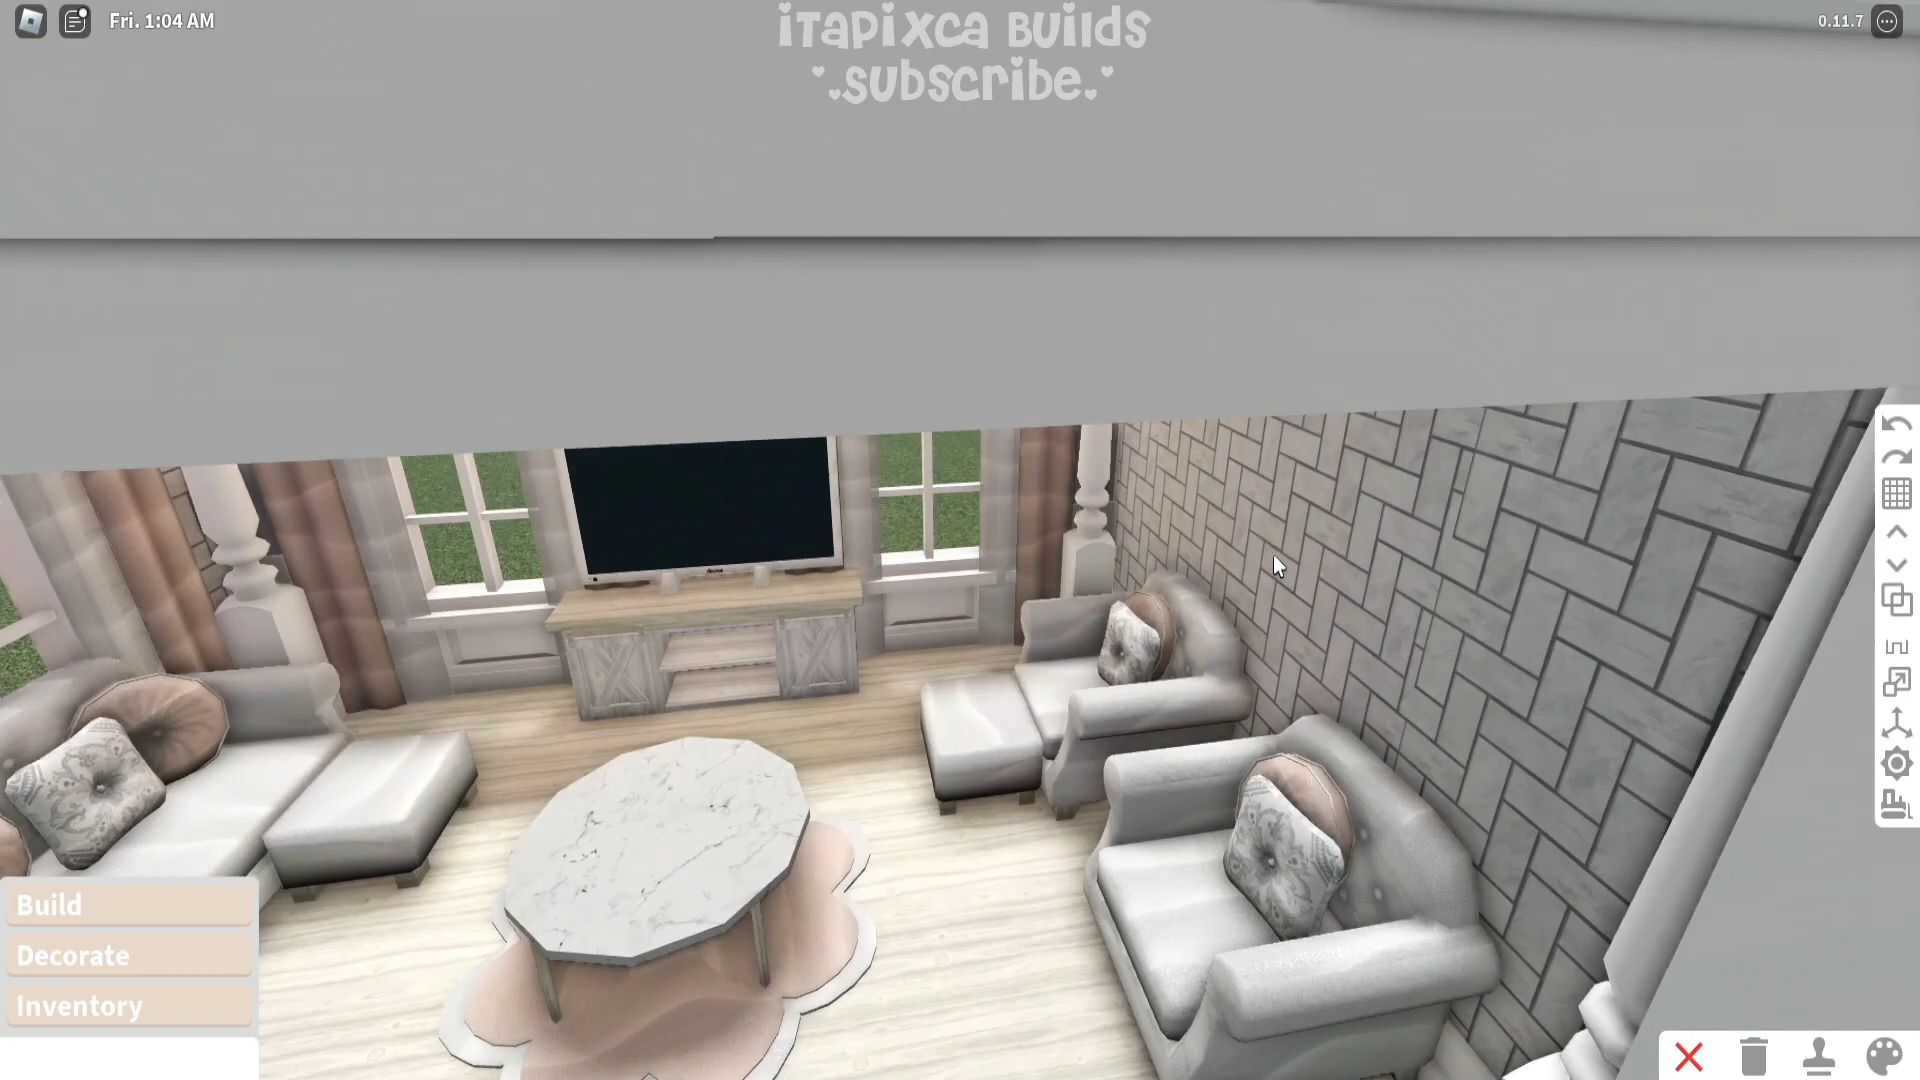 Fri. 1:04 AM
iTapixca Builds
.subscribe.
0.11.7
Build
Decorate
Inventory